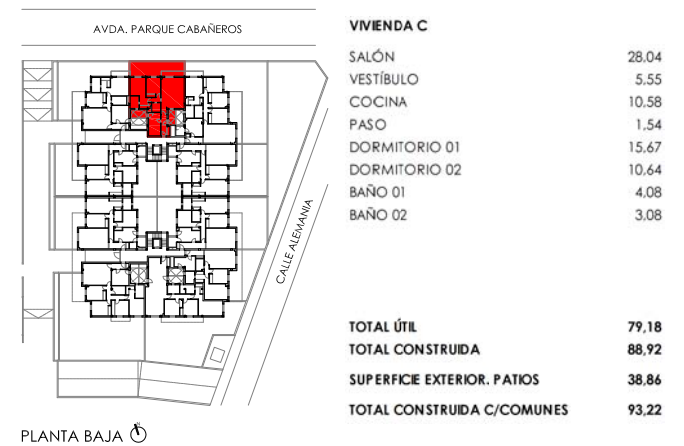 AVDA. PARQUE CABAÑEROS
CALLE ALEMANIA
PLANTA BAJA
VIVIENDA C
SALÓN 28,04
VESTÍBULO 5,55
COCINA 10,58
PASO 1,54
DORMITORIO 01 15,67
DORMITORIO 02 10,64
BAÑO 01 4,08
BAÑO 02 3,08
TOTAL ÚTIL 79,18
TOTAL CONSTRUIDA 88,92
SUPERFICIE EXTERIOR. PATIOS 38,86
TOTAL CONSTRUIDA C/COMUNES 93,22